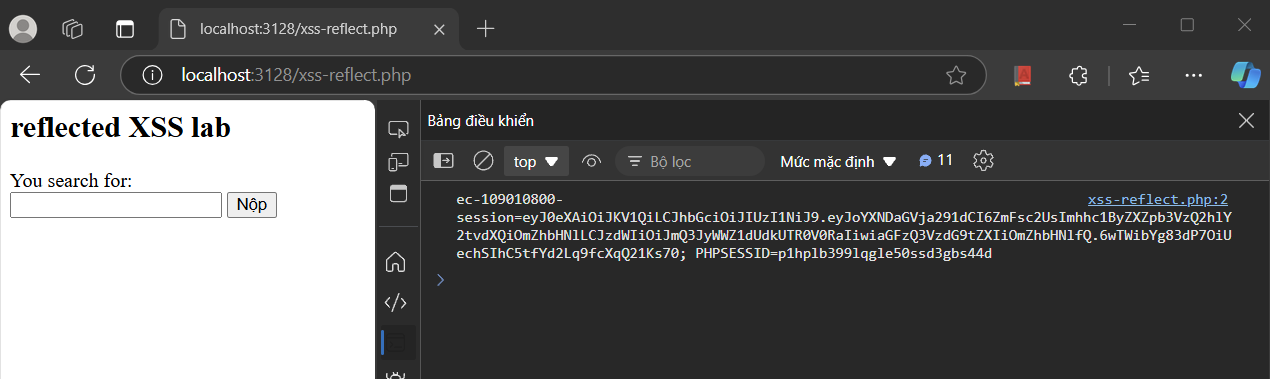 localhost:3128/xss-reflect.php
localhost:3128/xss-reflect.php
reflected XSS lab
You search for:
Nộp
Bảng điều khiển
top
Bộ lọc
Mức mặc định
11
ec-109010800-
xss-reflect.php:2
session=eyJ0eXAiOiJKV1QiLCJhbGciOiJIUzI1NiJ9.eyJoYXNDaGVja291dCI6ZmFsc2UsImhhc1ByZXZpb3VzQ2hlY
2tvdXQiOmZhbHNlLCJzdWIiOiJmQ3JyWWZ1dUdkUTR0V0RaIiwiaGFzQ3VzdG9tZXIiOmZhbHNlfQ.6wTWibYg83dP7OiU
echSIhC5tfYd2Lq9fcXqQ21Ks70; PHPSESSID=p1hplb399lqgle50ssd3gbs44d